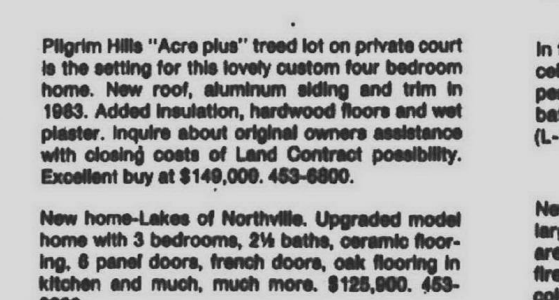 Pilgrim Hills "Acre plus" treed lot on private court
is the setting for this lovely custom four bedroom
home. New roof, aluminum siding and trim in
1983. Added insulation, hardwood floors and wet
plaster. Inquire about original owners assistance
with closing costs of Land Contract possibility.
Excellent buy at $149,000. 453-6800.
New home-Lakes of Northville. Upgraded model
home with 3 bedrooms, 2½ baths, ceramic floor-
ing, 6 panel doors, french doors, oak flooring in
kitchen and much, much more. $125,900. 453-
In
(L-